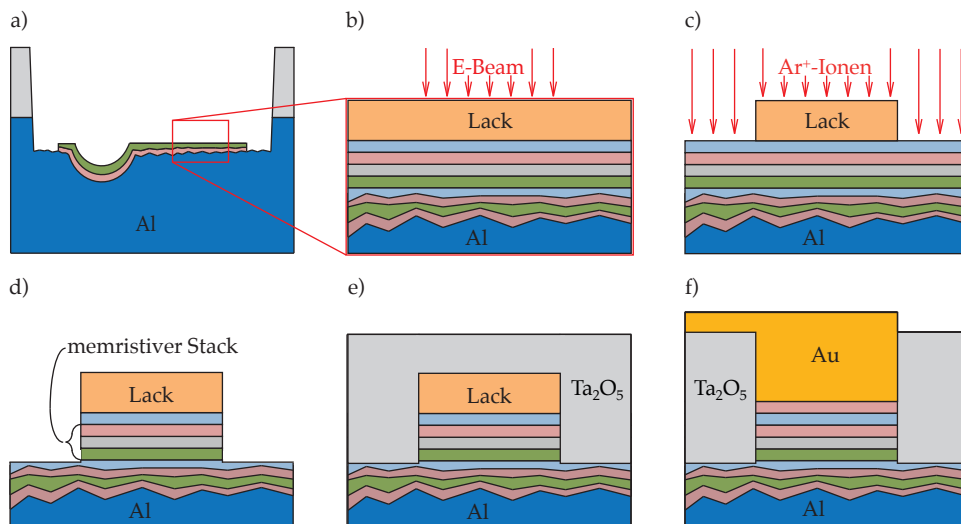 a)
Al
b)
E-Beam
Lack
Al
c)
Ar⁺-Ionen
Lack
Al
d)
memristiver Stack
Lack
Al
e)
Lack
Ta₂O₅
Al
f)
Au
Ta₂O₅
Al